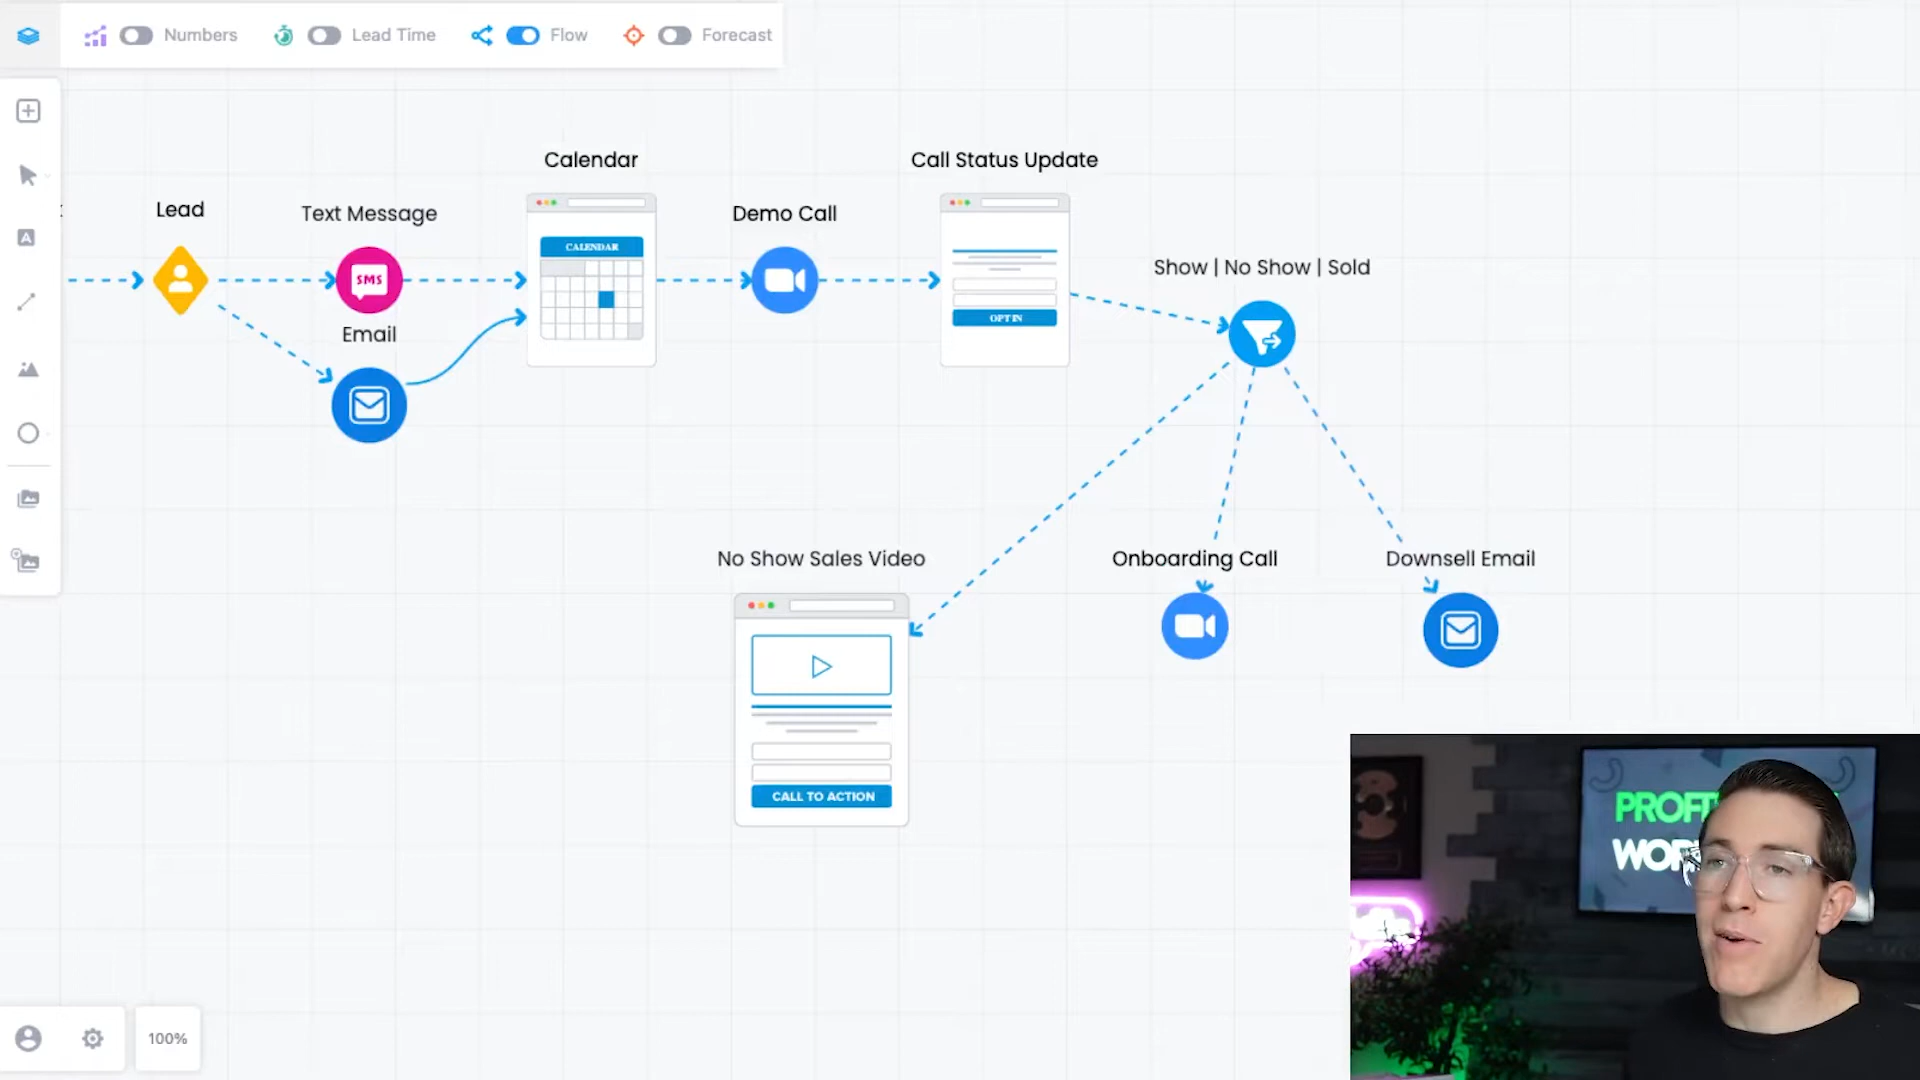 Numbers
Lead Time
Flow
Forecast
Lead
Text Message
SMS
Email
Calendar
CALENDAR
Demo Call
Call Status Update
OPT IN
Show | No Show | Sold
No Show Sales Video
CALL TO ACTION
Onboarding Call
Downsell Email
100%